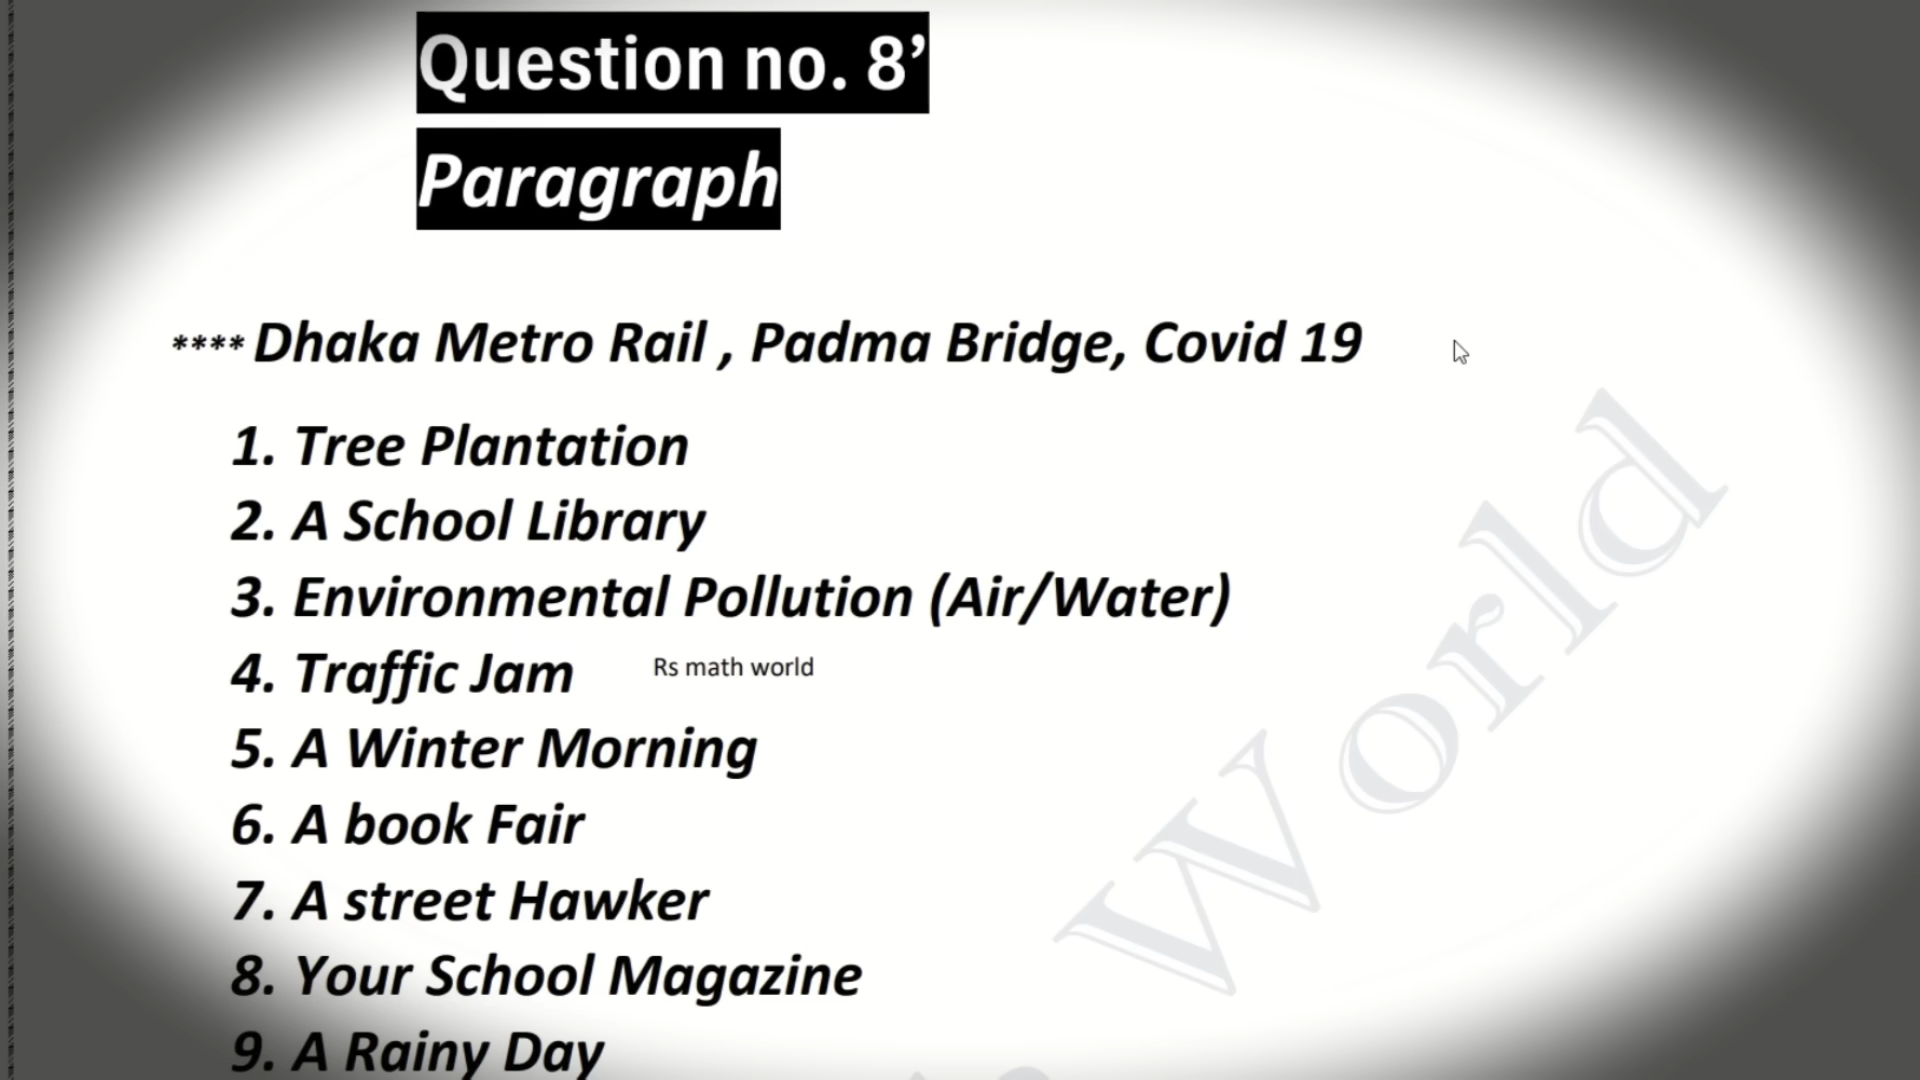 Question no. 8’
Paragraph
**** Dhaka Metro Rail , Padma Bridge, Covid 19
1. Tree Plantation
2. A School Library
3. Environmental Pollution (Air/Water)
4. Traffic Jam Rs math world
5. A Winter Morning
6. A book Fair
7. A street Hawker
8. Your School Magazine
9. A Rainy Day
World